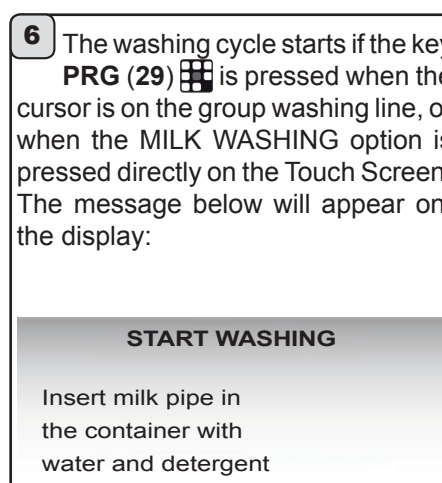 6 The washing cycle starts if the key
PRG (29) is pressed when the
cursor is on the group washing line, o
when the MILK WASHING option is
pressed directly on the Touch Screen
The message below will appear on
the display:
START WASHING
Insert milk pipe in
the container with
water and detergent